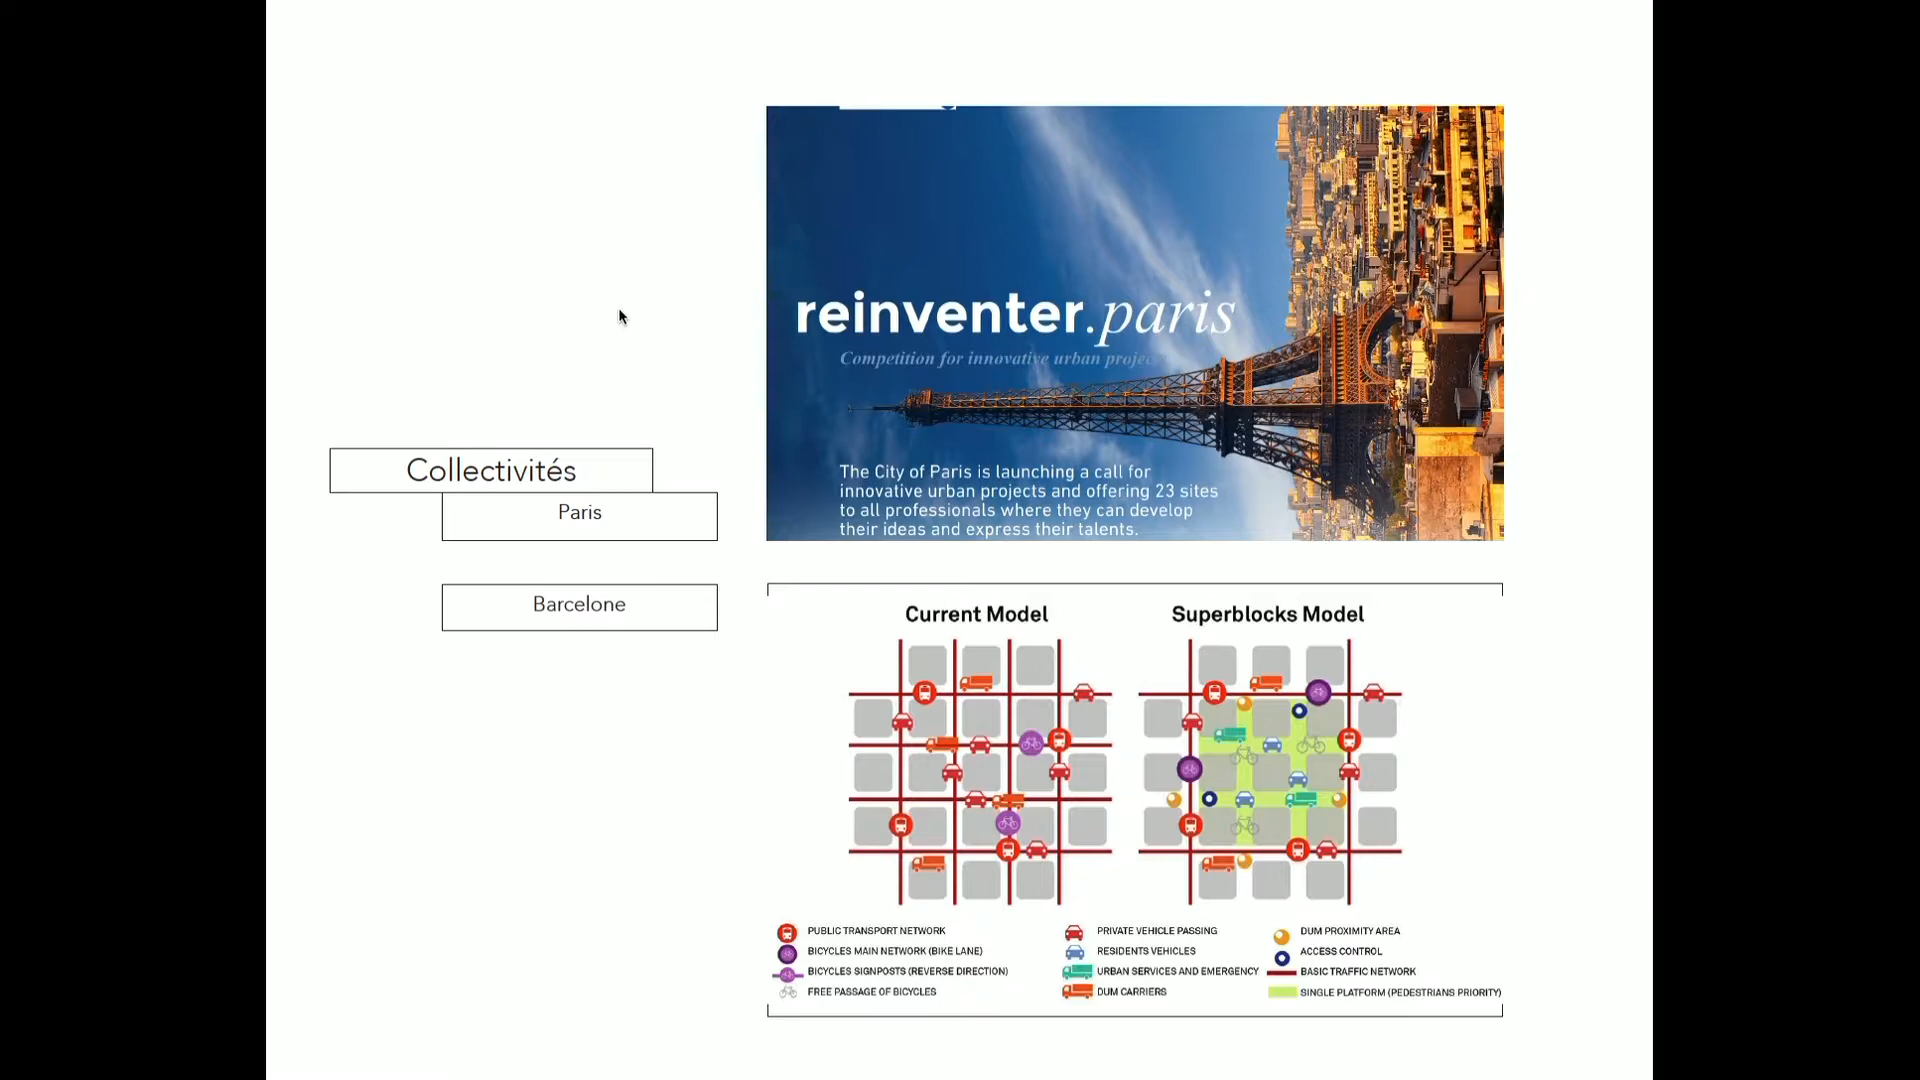 Collectivités
Paris
Barcelone
reinventer.paris
Competition for innovative urban
The City of Paris is launching a call for
innovative urban projects and offering 23 sites
to all professionals where they can develop
their ideas and express their talents.
Current Model
Superblocks Model
PUBLIC TRANSPORT NETWORK
BICYCLES MAIN NETWORK (BIKE LANE)
BICYCLES SIGNPOSTS (REVERSE DIRECTION)
FREE PASSAGE OF BICYCLES
PRIVATE VEHICLE PASSING
RESIDENTS VEHICLES
URBAN SERVICES AND EMERGENCY
DUM CARRIERS
DUM PROXIMITY AREA
ACCESS CONTROL
BASIC TRAFFIC NETWORK
SINGLE PLATFORM (PEDESTRIANS PRIORITY)